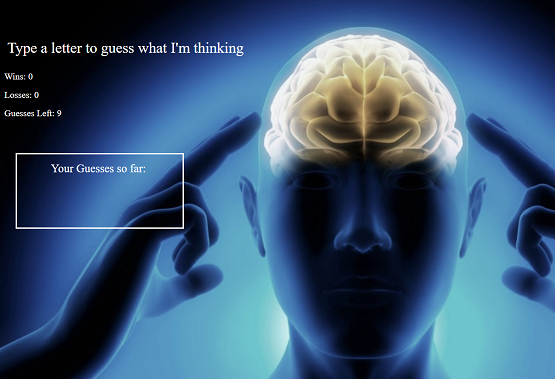 Type a letter to guess what I'm thinking
Wins: 0
Losses: 0
Guesses Left: 9
Your Guesses so far: